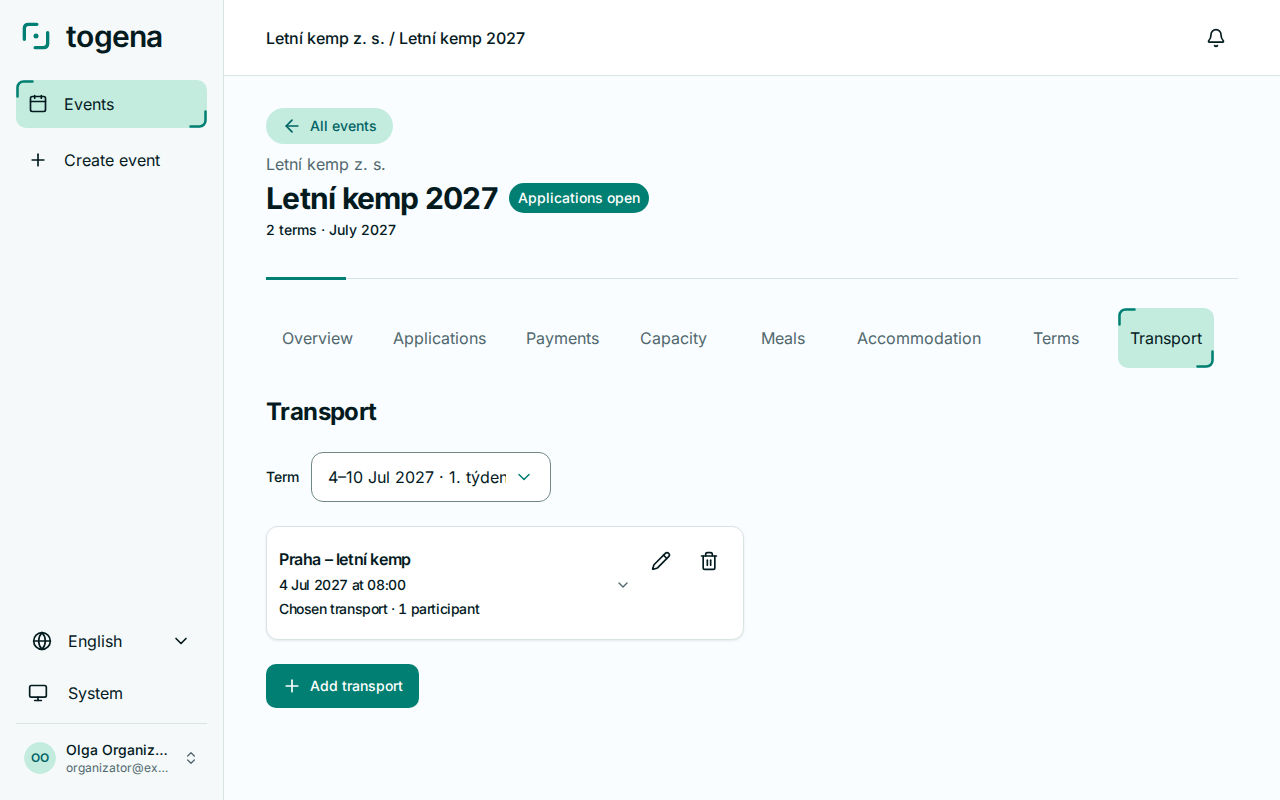 togena
Letní kemp z. s. / Letní kemp 2027
Events
Create event
All events
Letní kemp z. s.
Letní kemp 2027
Applications open
2 terms · July 2027
Overview
Applications
Payments
Capacity
Meals
Accommodation
Terms
Transport
Transport
Term
4–10 Jul 2027 · 1. týden
Praha – letní kemp
4 Jul 2027 at 08:00
Chosen transport · 1 participant
Add transport
English
System
OO
Olga Organiz...
organizator@ex...